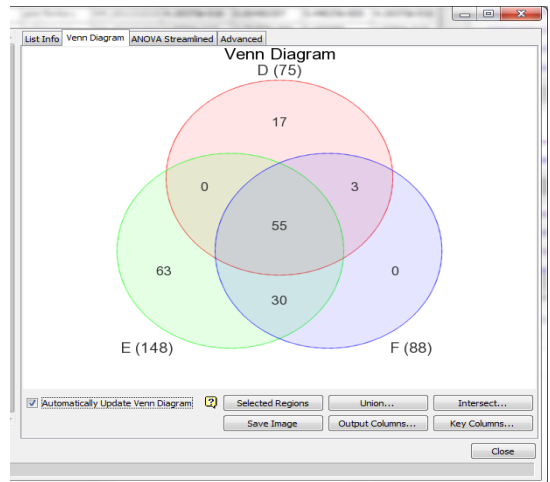 List Info Venn Diagram ANOVA Streamlined Advanced
Venn Diagram
D (75)
17
0 3
55
63 0
30
E (148) F (88)
Automatically Update Venn Diagram ? Selected Regions Union... Intersect...
Save Image Output Columns... Key Columns...
Close